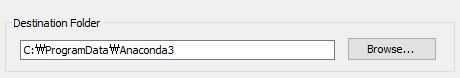 Destination Folder
C:₩ProgramData₩Anaconda3
Browse...